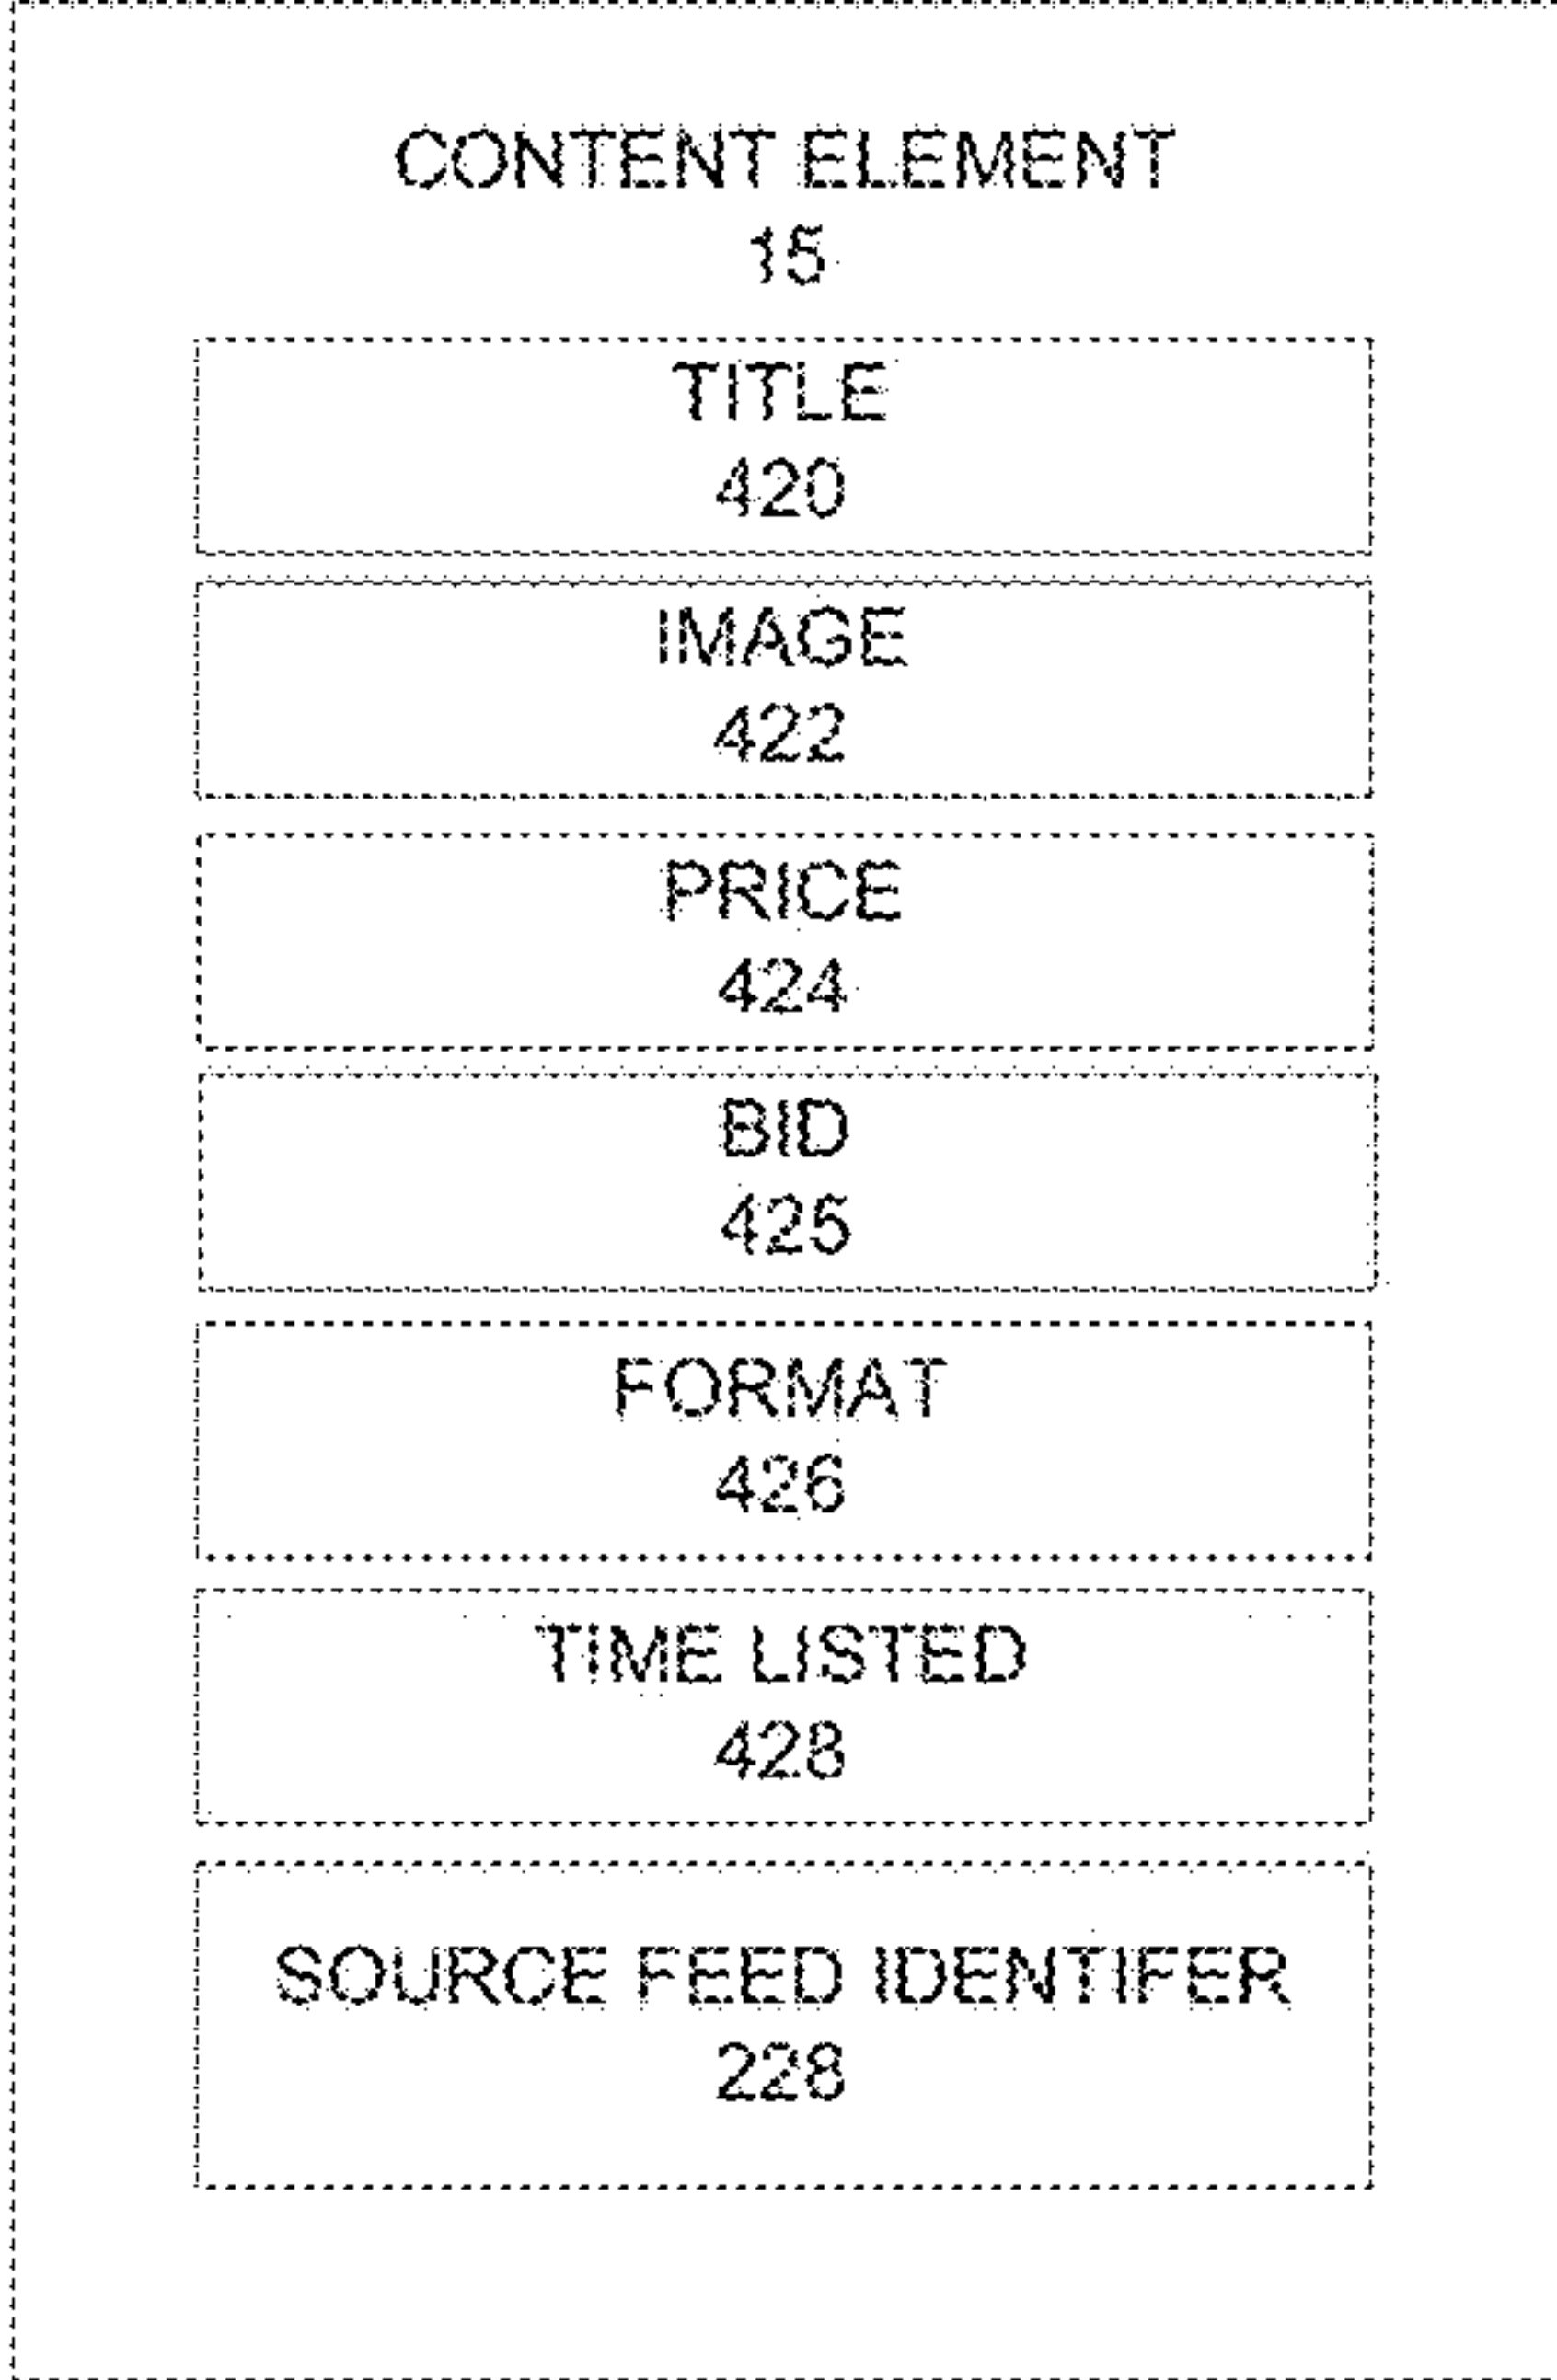 CONTENT ELEMENT
15
TITLE
420
IMAGE
422
PRICE
424
BID
425
FORMAT
426
TIME LISTED
428
SOURCE FEED IDENTIFER
228